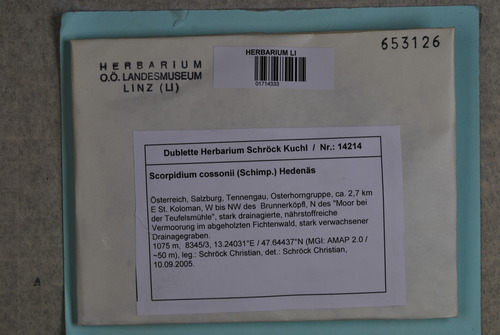 HERBARIUM
O.Ö. LANDESMUSEUM
LINZ (LI)
HERBARIUM LI
01714333
653126
Dublette Herbarium Schröck Kuchl / Nr.: 14214
Scorpidium cossonii (Schimp.) Hedenäs
Österreich, Salzburg, Tennengau, Osterhorngruppe, ca. 2,7 km
E St. Koloman, W bis NW des Brunnerköpfl, N des "Moor bei
der Teufelsmühle", stark drainagierte, nährstoffreiche
Vermoorung im abgeholzten Fichtenwald, stark verwachsener
Drainagegraben.
1075 m, 8345/3, 13.24031°E / 47.64437°N (MGI: AMAP 2.0 /
~50 m), leg.: Schröck Christian, det.: Schröck Christian,
10.09.2005.